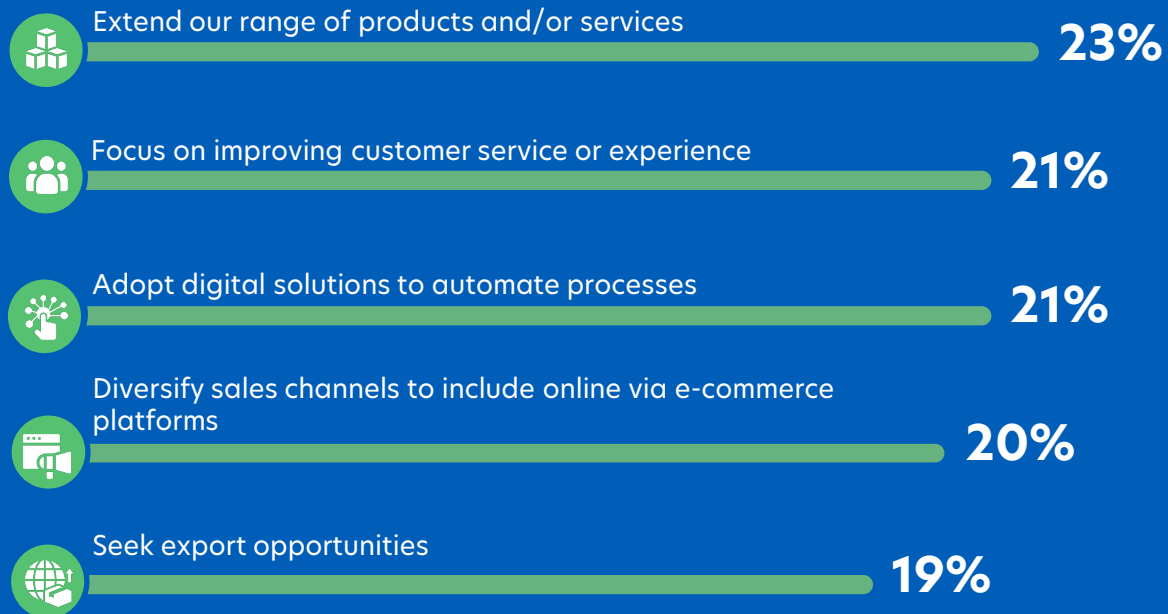 Extend our range of products and/or services
23%
Focus on improving customer service or experience
21%
Adopt digital solutions to automate processes
21%
Diversify sales channels to include online via e-commerce
platforms
20%
Seek export opportunities
19%